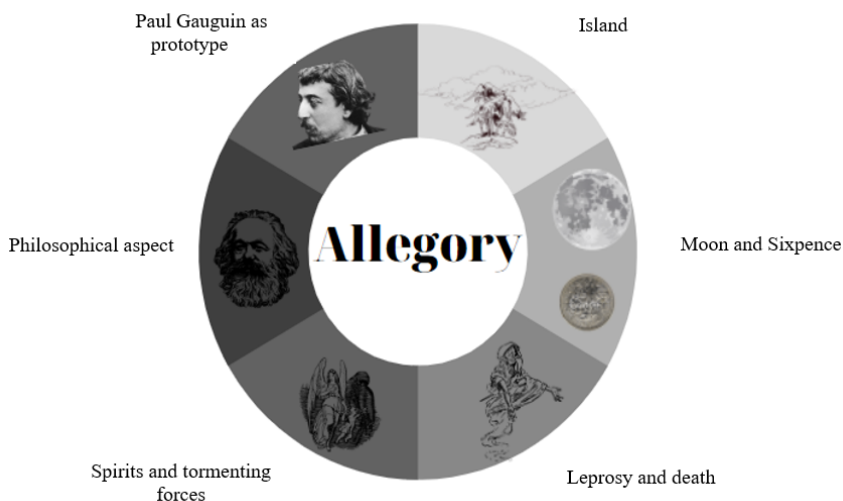 Paul Gauguin as
prototype
Island
Philosophical aspect
Allegory
Moon and Sixpence
Spirits and tormenting
forces
Leprosy and death